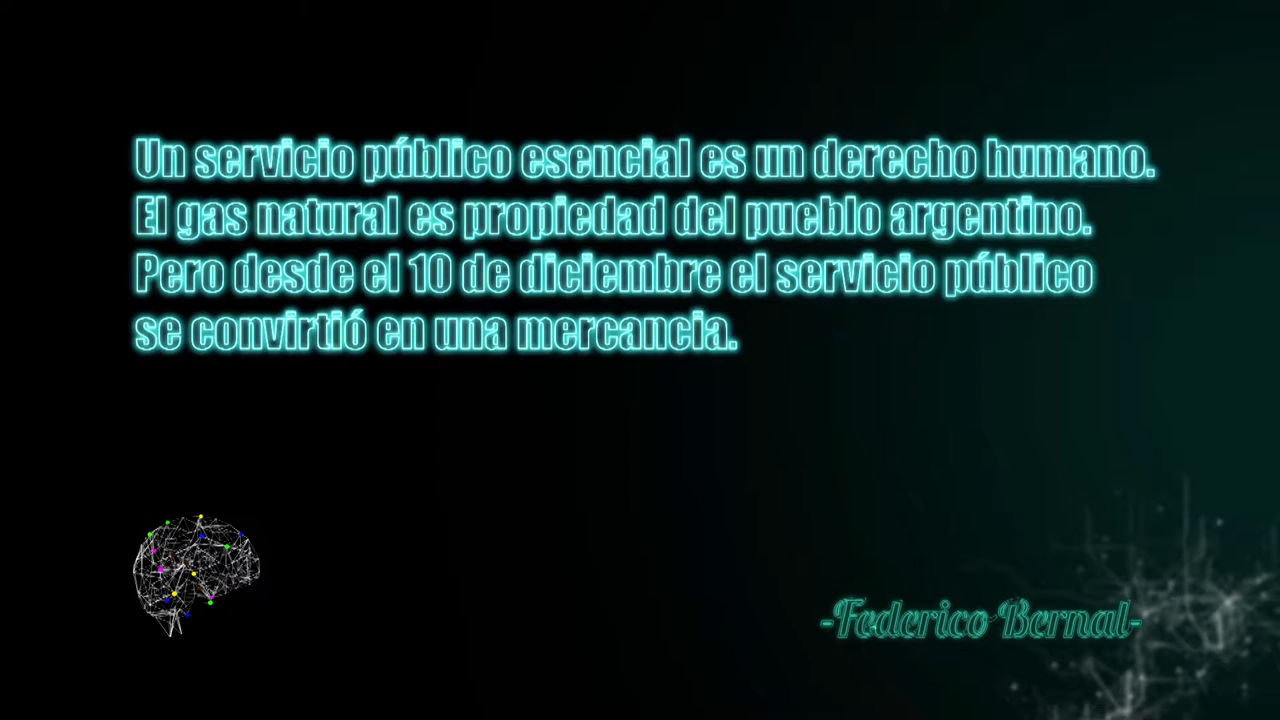 Un servicio público esencial es un derecho humano.
El gas natural es propiedad del pueblo argentino.
Pero desde el 10 de diciembre el servicio público
se convirtió en una mercancia.
-Federico Bernal-